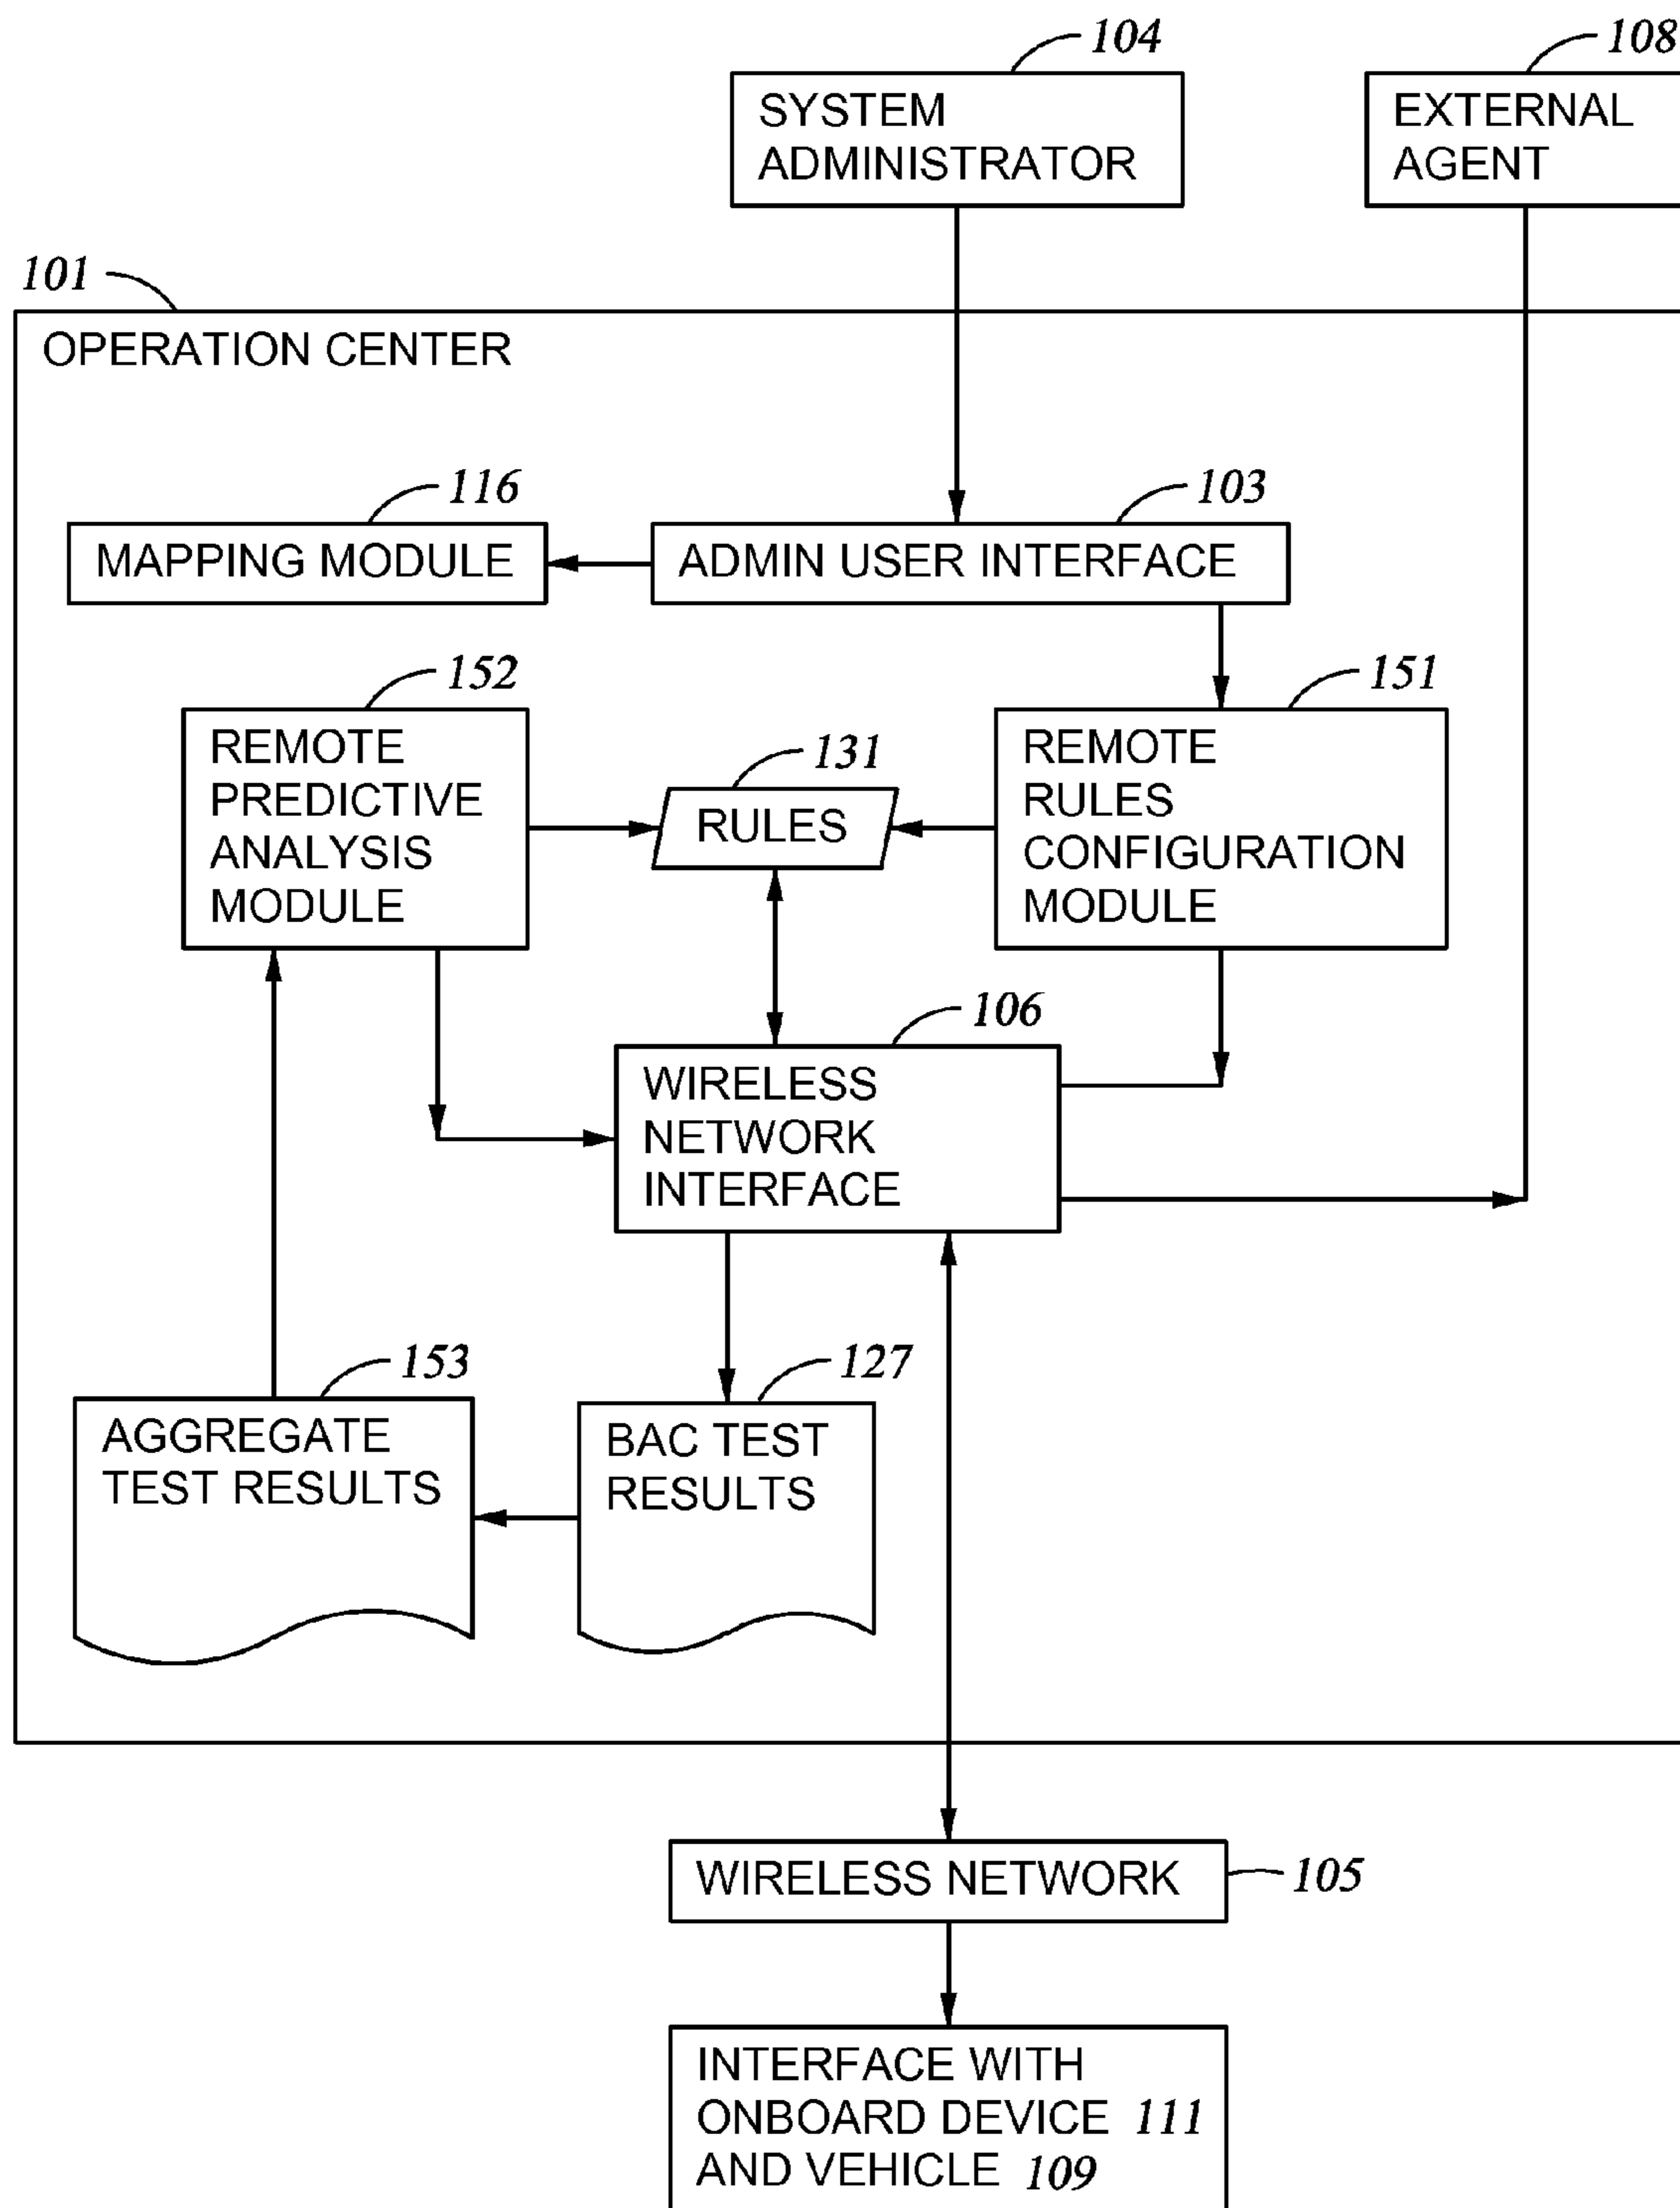 104
108
SYSTEM
ADMINISTRATOR
EXTERNAL
AGENT
101
OPERATION CENTER
116
103
MAPPING MODULE
ADMIN USER INTERFACE
152
151
131
REMOTE
PREDICTIVE
ANALYSIS
MODULE
RULES
REMOTE
RULES
CONFIGURATION
MODULE
106
WIRELESS
NETWORK
INTERFACE
153
127
AGGREGATE
TEST RESULTS
BAC TEST
RESULTS
WIRELESS NETWORK
105
INTERFACE WITH
ONBOARD DEVICE 111
AND VEHICLE 109